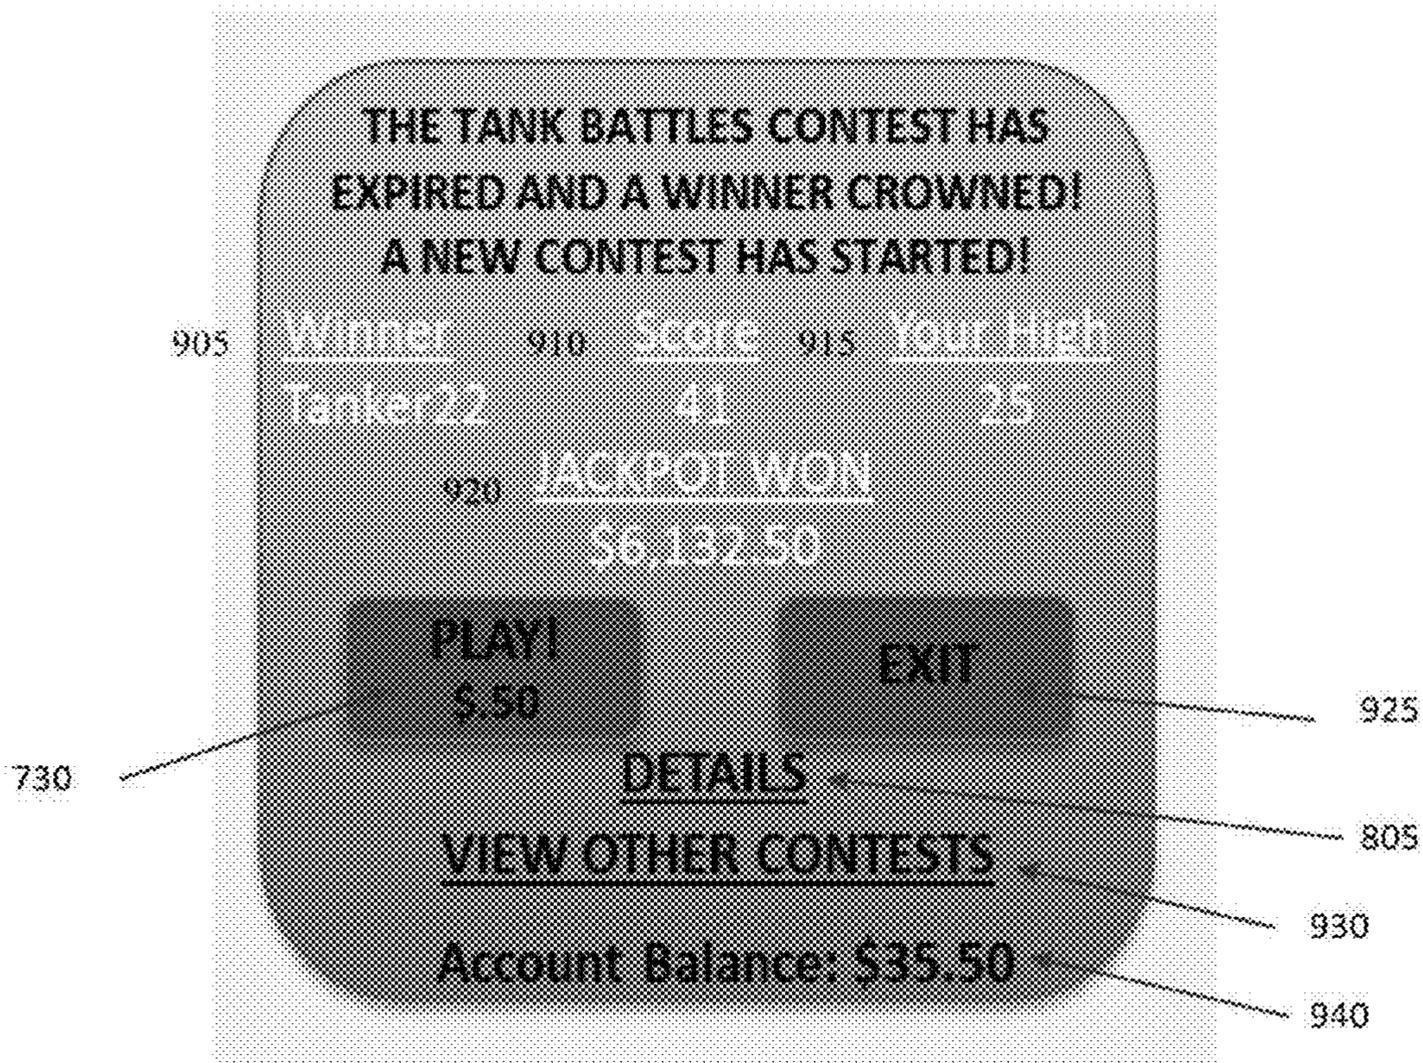 THE TANK BATTLES CONTEST HAS
EXPIRED AND A WINNER CROWNED!
A NEW CONTEST HAS STARTED!
905 Winner 910 Score 915 Your High
Tanker22 41 25
920 JACKPOT WON
$6,132.50
PLAY! EXIT
$.50
925
730
DETAILS
805
VIEW OTHER CONTESTS
930
Account Balance: $35.50
940